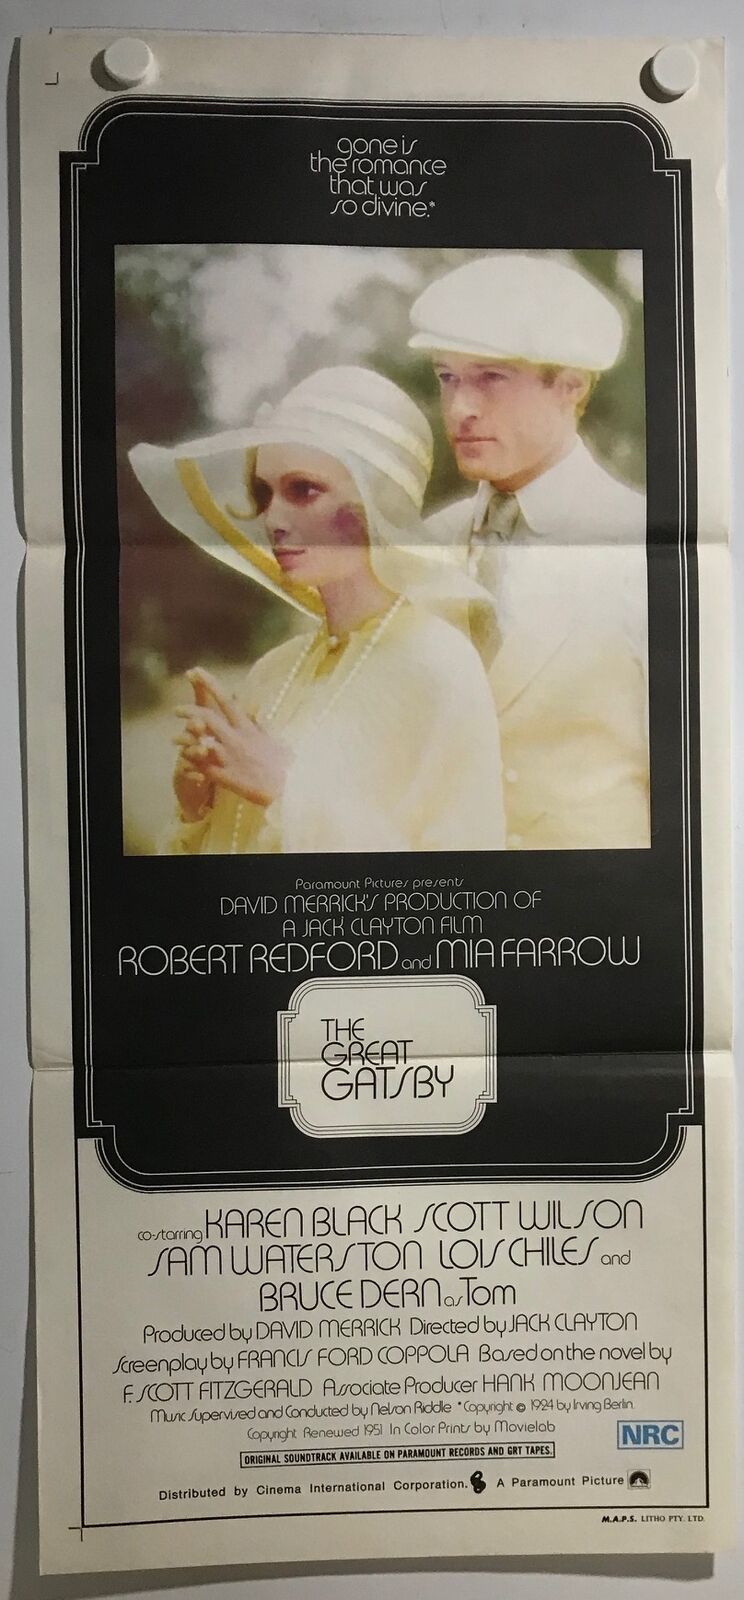 gone is
the romance
that was
so divine.*
Paramount Pictures presents
DAVID MERRICK'S PRODUCTION OF
A JACK CLAYTON FILM
ROBERT REDFORD and MIA FARROW
THE
GREAT
GATSBY
co-starring KAREN BLACK SCOTT WILSON
SAM WATERSTON LOIS CHILES and
BRUCE DERN as Tom
Produced by DAVID MERRICK Directed by JACK CLAYTON
Screenplay by FRANCIS FORD COPPOLA Based on the novel by
F. SCOTT FITZGERALD Associate Producer HANK MOONJEAN
Music Supervised and Conducted by Nelson Riddle *Copyright © 1924 by Irving Berlin
Copyright Renewed 1951 In Color Prints by Movielab
NRC
ORIGINAL SOUNDTRACK AVAILABLE ON PARAMOUNT RECORDS AND GRT TAPES.
Distributed by Cinema International Corporation. A Paramount Picture
M.A.P.S. LITHO PTY. LTD.